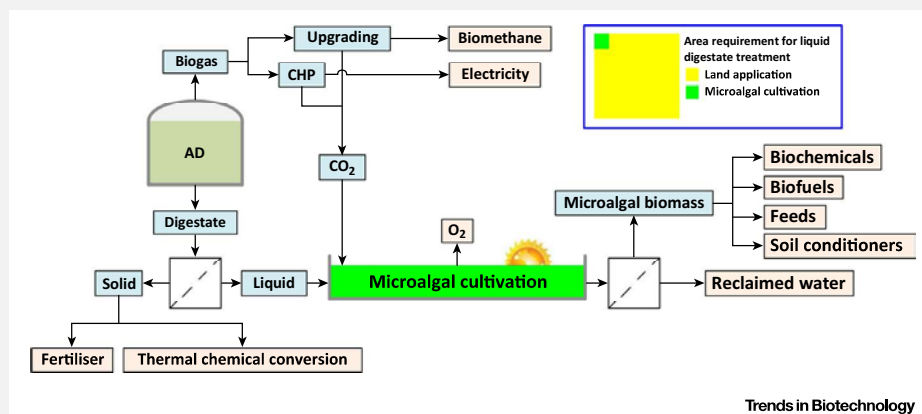 Upgrading
Biomethane
Biogas
CHP
Electricity
Area requirement for liquid
digestate treatment
Land application
Microalgal cultivation
AD
CO₂
Biochemicals
Microalgal biomass
Biofuels
Digestate
O₂
Feeds
Soil conditioners
Solid
Liquid
Microalgal cultivation
Reclaimed water
Fertiliser
Thermal chemical conversion
Trends in Biotechnology